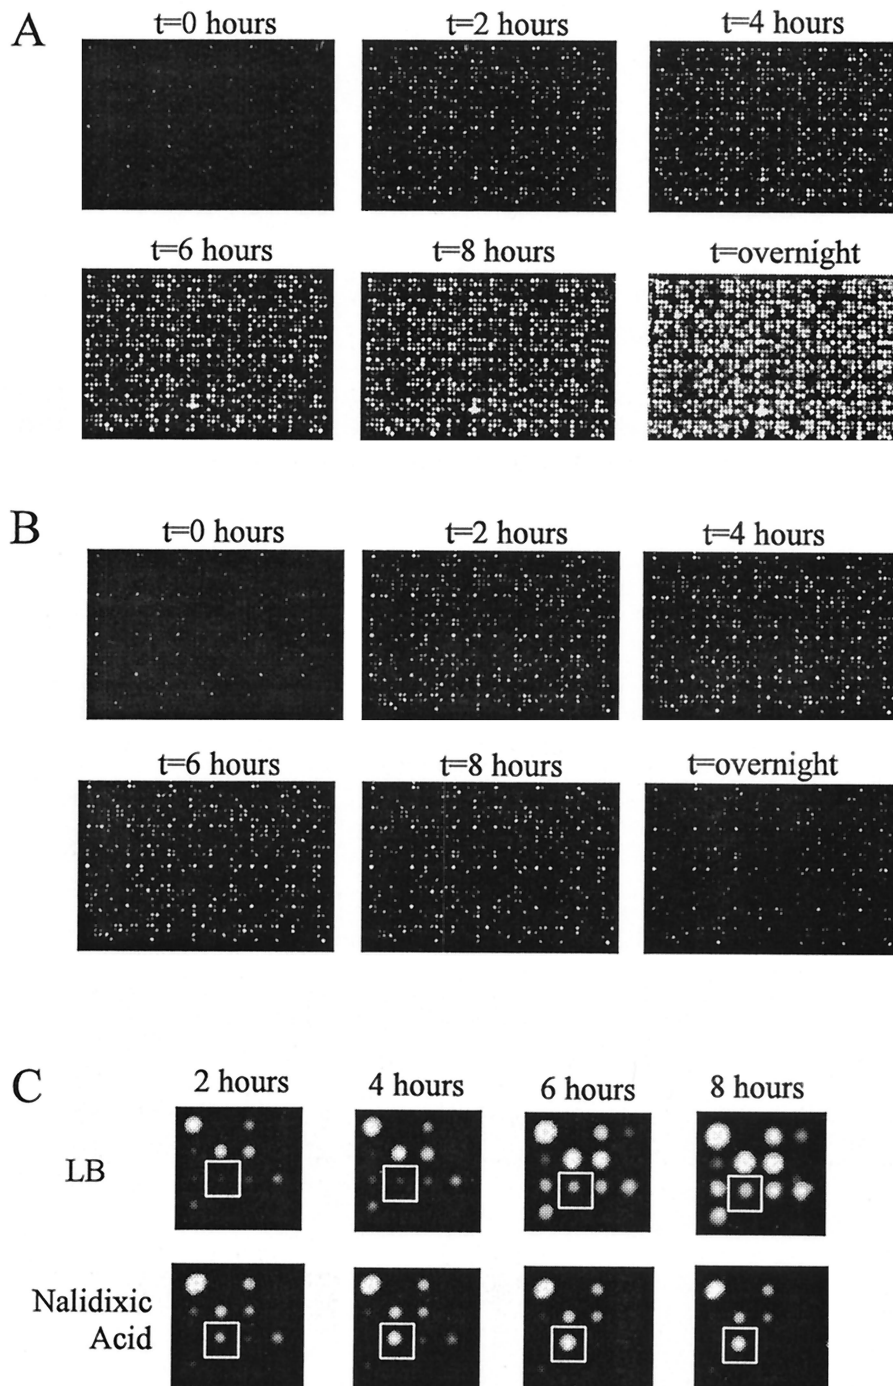 A
t=0 hours t=2 hours t=4 hours
t=6 hours t=8 hours t=overnight
B
t=0 hours t=2 hours t=4 hours
t=6 hours t=8 hours t=overnight
C
2 hours 4 hours 6 hours 8 hours
LB
Nalidixic
Acid